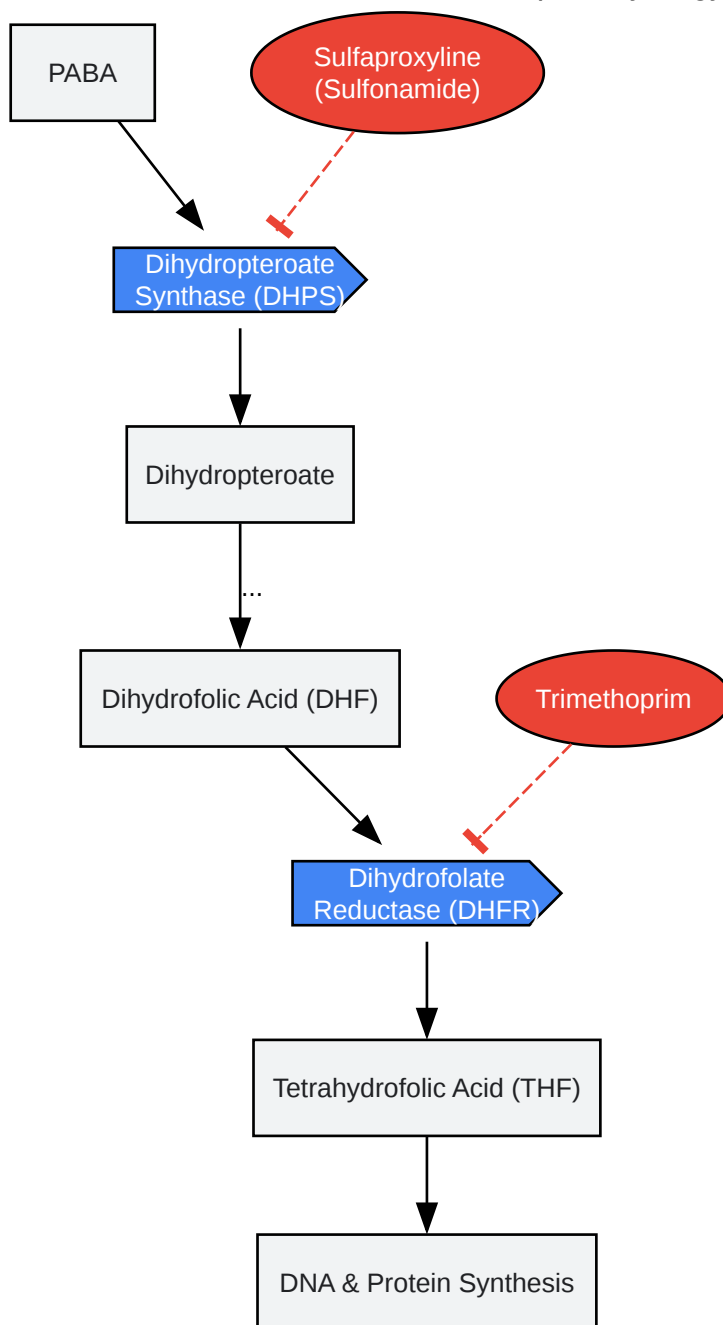 PABA
Sulfaproxyline
(Sulfonamide)
Dihydropteroate
Synthase (DHPS)
Dihydropteroate
...
Dihydrofolic Acid (DHF)
Trimethoprim
Dihydrofolate
Reductase (DHFR)
Tetrahydrofolic Acid (THF)
DNA & Protein Synthesis